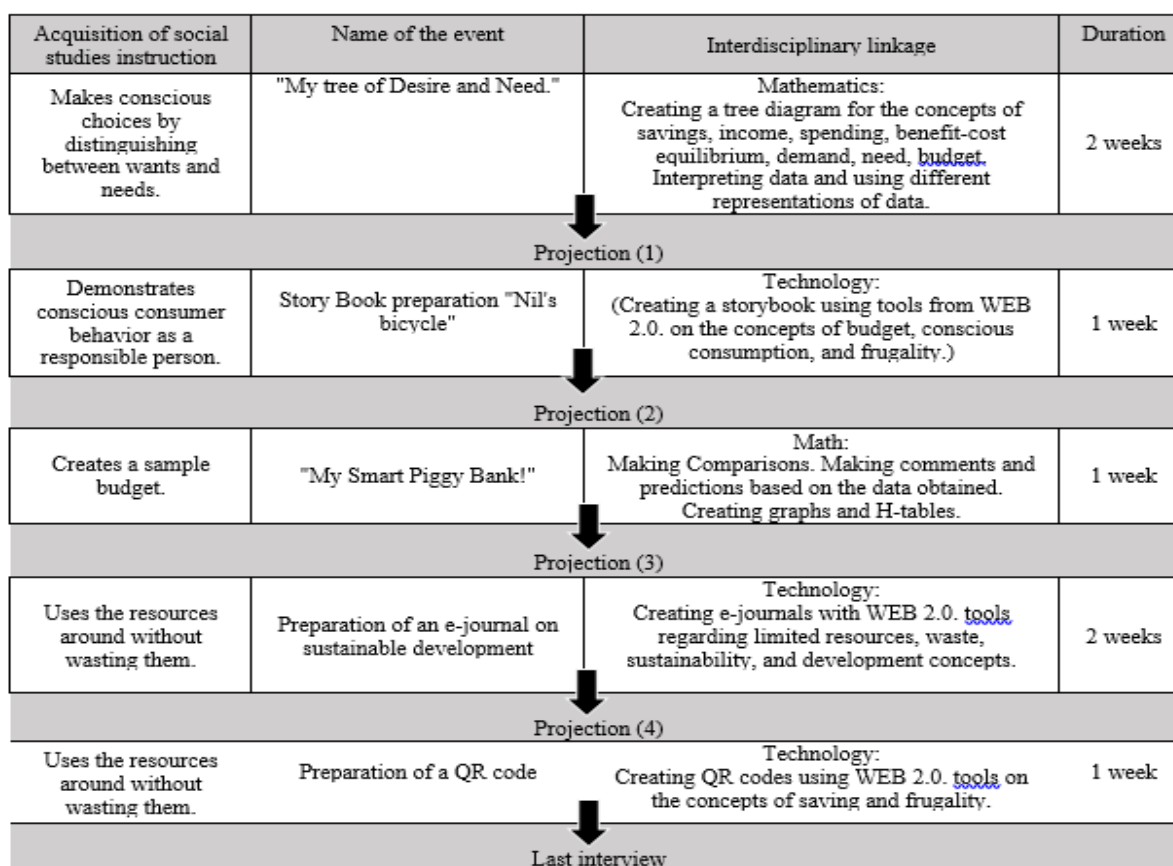 Acquisition of social
studies instruction
Name of the event
Interdisciplinary linkage
Duration
Makes conscious
choices by
distinguishing
between wants and
needs.
"My tree of Desire and Need."
Mathematics:
Creating a tree diagram for the concepts of
savings, income, spending, benefit-cost
equilibrium, demand, need, budget.
Interpreting data and using different
representations of data.
2 weeks
Projection (1)
Demonstrates
conscious consumer
behavior as a
responsible person.
Story Book preparation "Nil's
bicycle"
Technology:
(Creating a storybook using tools from WEB
2.0. on the concepts of budget, conscious
consumption, and frugality.)
1 week
Projection (2)
Creates a sample
budget.
"My Smart Piggy Bank!"
Math:
Making Comparisons. Making comments and
predictions based on the data obtained.
Creating graphs and H-tables.
1 week
Projection (3)
Uses the resources
around without
wasting them.
Preparation of an e-journal on
sustainable development
Technology:
Creating e-journals with WEB 2.0. tools
regarding limited resources, waste,
sustainability, and development concepts.
2 weeks
Projection (4)
Uses the resources
around without
wasting them.
Preparation of a QR code
Technology:
Creating QR codes using WEB 2.0. tools on
the concepts of saving and frugality.
1 week
Last interview